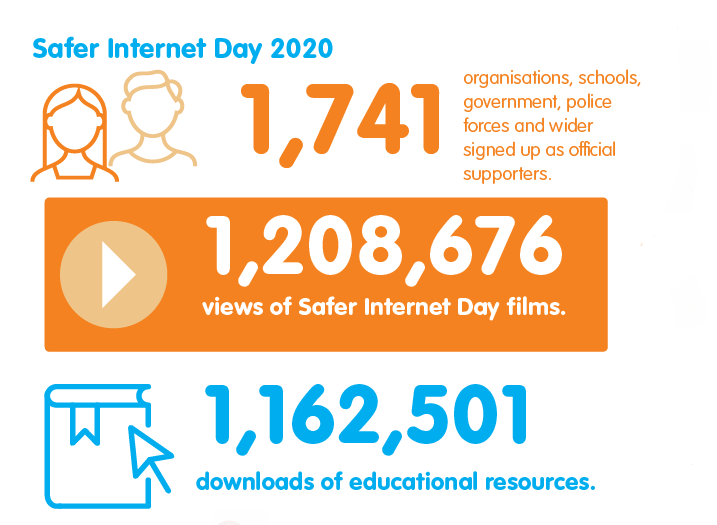 Safer Internet Day 2020
1,741
organisations, schools,
government, police
forces and wider
signed up as official
supporters.
1,208,676
views of Safer Internet Day films.
1,162,501
downloads of educational resources.